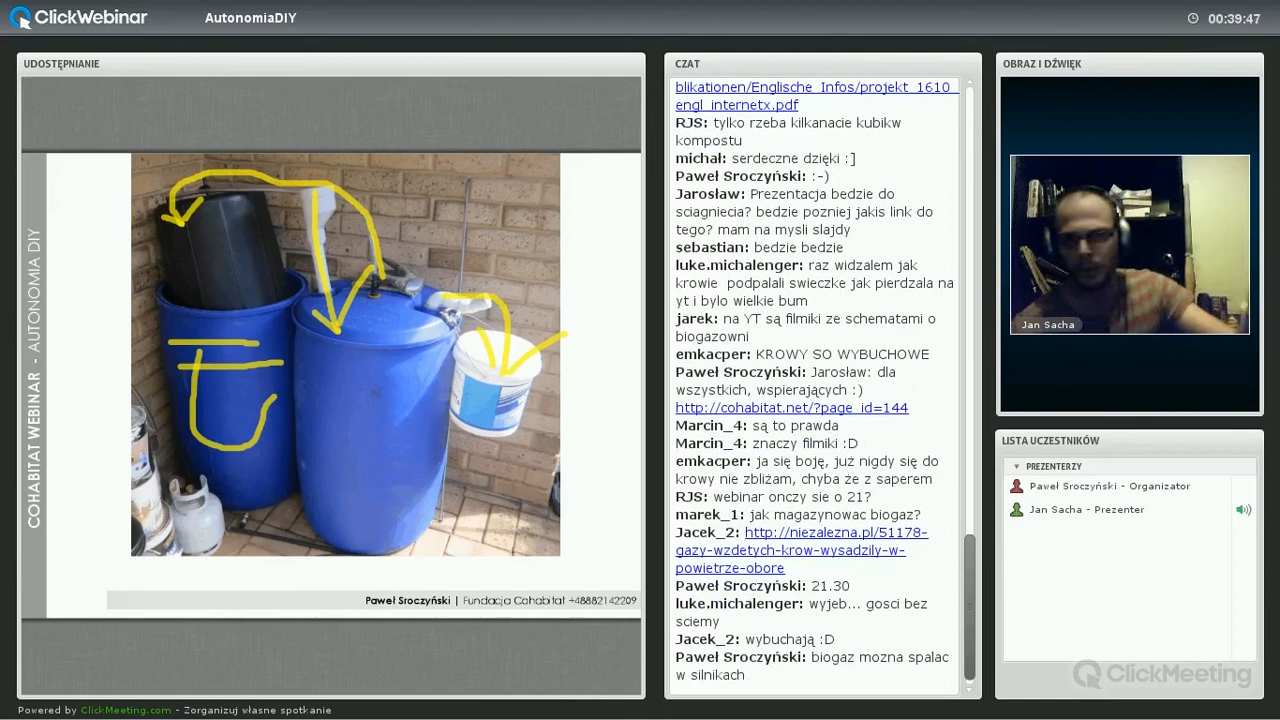 ClickWebinar
AutonomiaDIY
00:39:47
UDOSTĘPNIANIE
COHABITAT WEBINAR - AUTONOMIA DIY
Paweł Sroczyński | Fundacja Cohabitat +48882142209
CZAT
blikationen/Englische_Infos/projekt_1610_
engl_internetx.pdf
RJS: tylko rzeba kilkanacie kubikw
kompostu
michał: serdeczne dzięki :]
Paweł Sroczyński: :-)
Jarosław: Prezentacja bedzie do
sciagniecia? bedzie pozniej jakis link do
tego? mam na mysli slajdy
sebastian: bedzie bedzie
luke.michalenger: raz widzalem jak
krowie podpalali swieczke jak pierdzala na
yt i bylo wielkie bum
jarek: na YT są filmiki ze schematami o
biogazowni
emkacper: KROWY SO WYBUCHOWE
Paweł Sroczyński: Jarosław: dla
wszystkich, wspierających :)
http://cohabitat.net/?page_id=144
Marcin_4: są to prawda
Marcin_4: znaczy filmiki :D
emkacper: ja się boję, już nigdy się do
krowy nie zbliżam, chyba że z saperem
RJS: webinar onczy sie o 21?
marek_1: jak magazynowac biogaz?
Jacek_2: http://niezalezna.pl/51178-
gazy-wzdetych-krow-wysadzily-w-
powietrze-obore
Paweł Sroczyński: 21.30
luke.michalenger: wyjeb... gosci bez
sciemy
Jacek_2: wybuchają :D
Paweł Sroczyński: biogaz mozna spalac
w silnikach
OBRAZ I DŹWIĘK
Jan Sacha
LISTA UCZESTNIKÓW
PREZENTERZY
Paweł Sroczyński - Organizator
Jan Sacha - Prezenter
ClickMeeting
Powered by ClickMeeting.com - Zorganizuj własne spotkanie